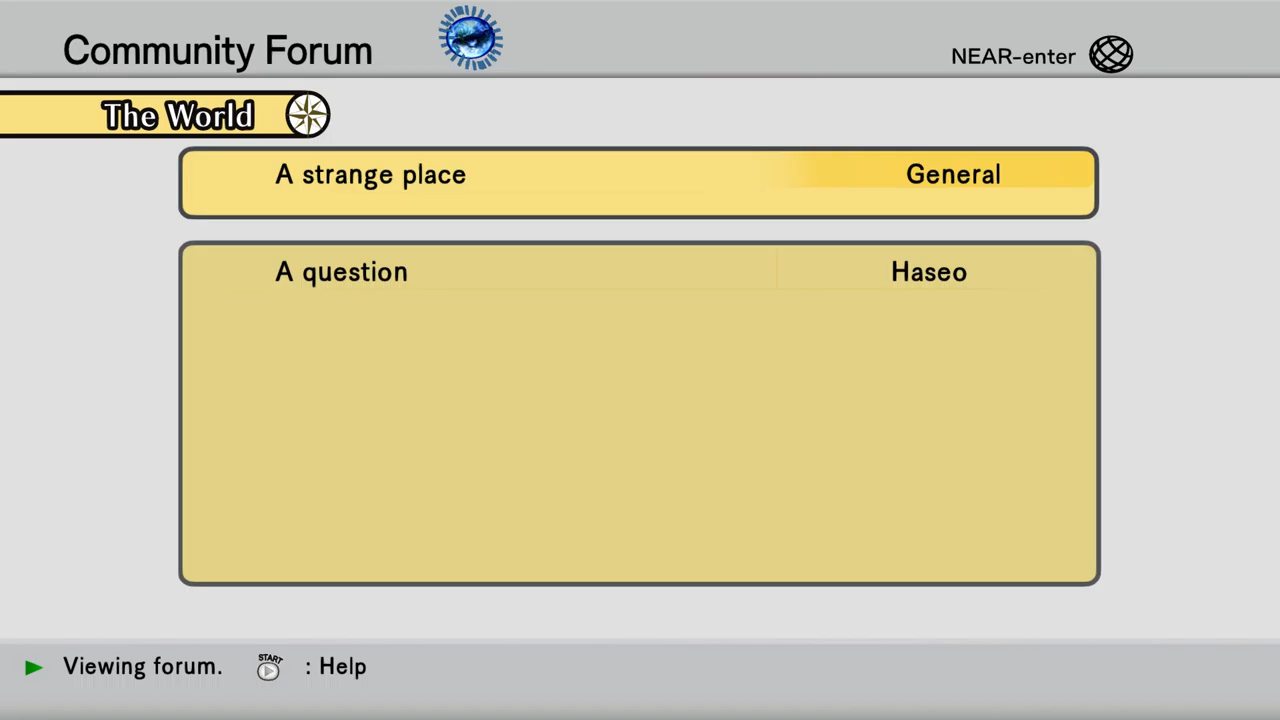 Community Forum
NEAR-enter
The World
A strange place General
A question Haseo
Viewing forum. START : Help